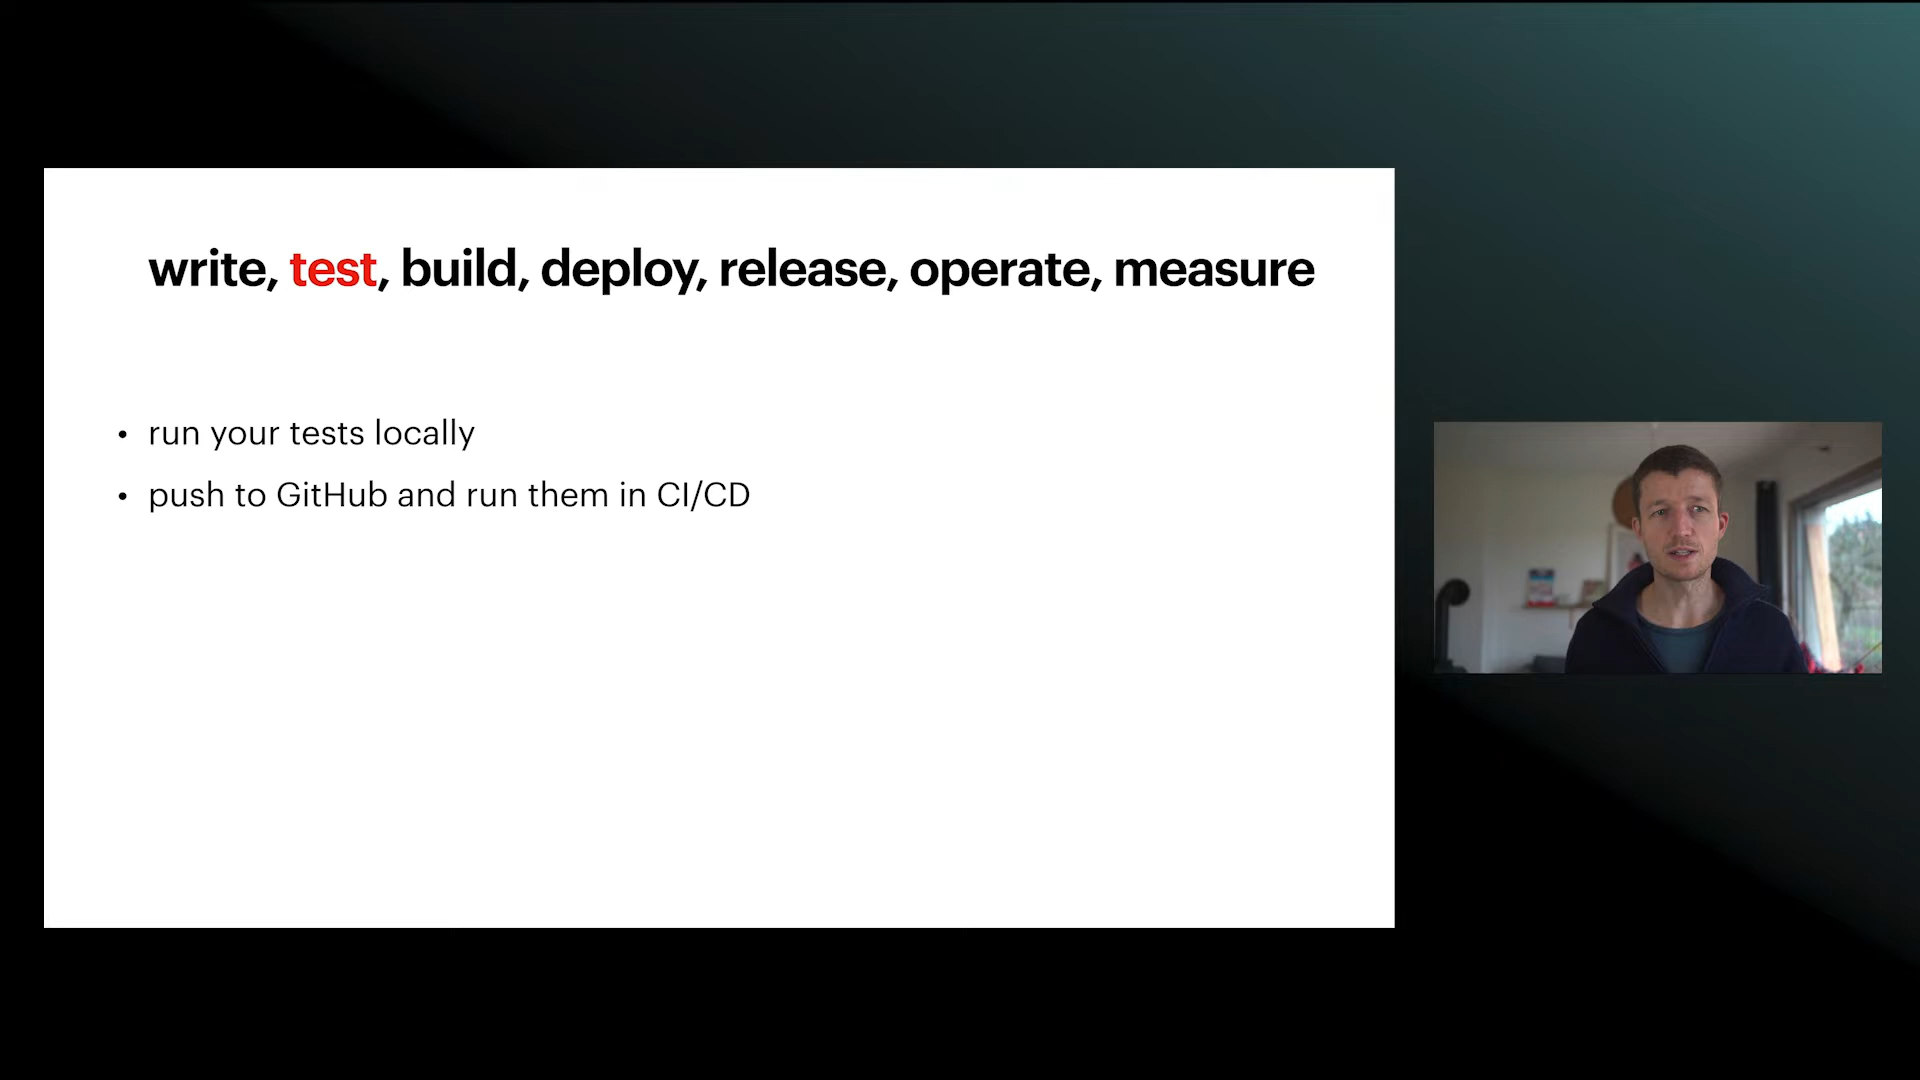 write, test, build, deploy, release, operate, measure
• run your tests locally
• push to GitHub and run them in CI/CD